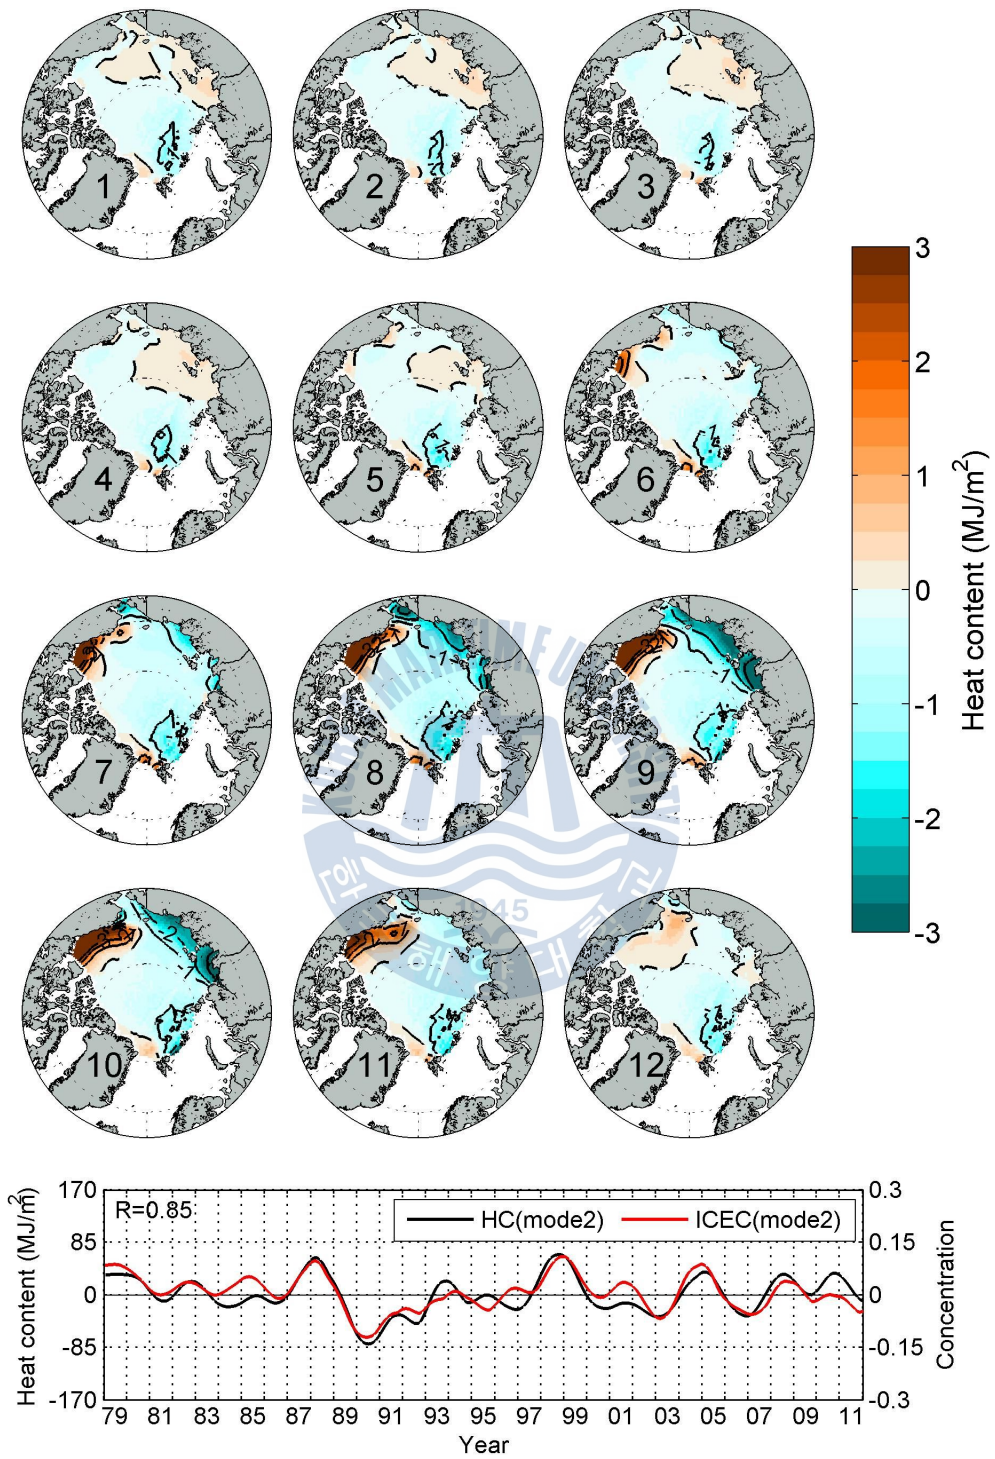 1 2 3
4 5 6
7 8 9
10 11 12
3
2
1
0
-1
-2
-3
Heat content (MJ/m²)
MARITIME
1945
170 85 0 -85 -170
Heat content (MJ/m²)
R=0.85
HC(mode2) ICEC(mode2)
0.3 0.15 0 -0.15 -0.3
Concentration
79 81 83 85 87 89 91 93 95 97 99 01 03 05 07 09 11
Year